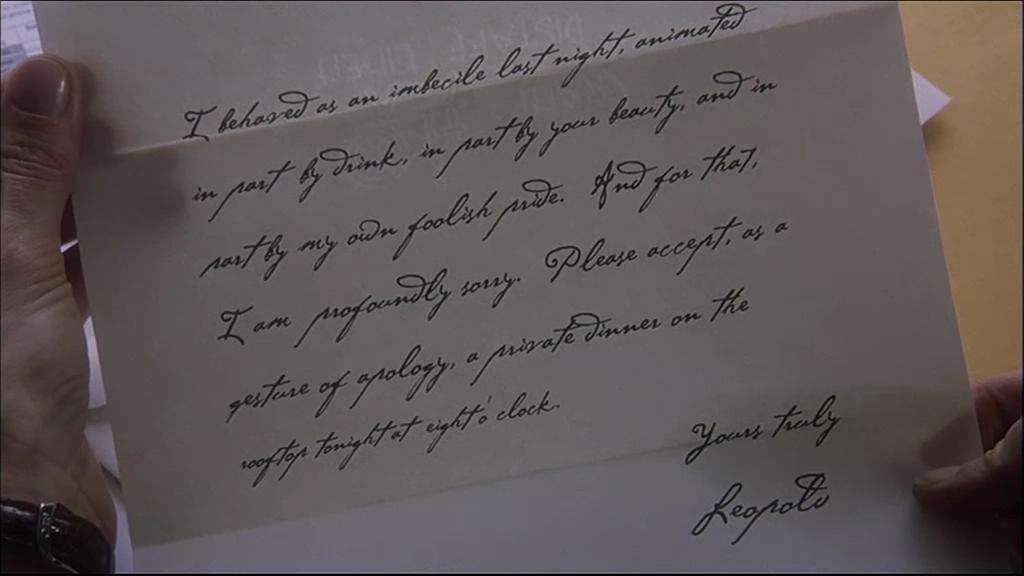 I behaved as an imbecile last night, animated
in part by drink, in part by your beauty, and in
part by my own foolish pride. And for that,
I am profoundly sorry. Please accept, as a
gesture of apology, a private dinner on the
rooftop tonight at eight o'clock.
Yours truly
Leopold